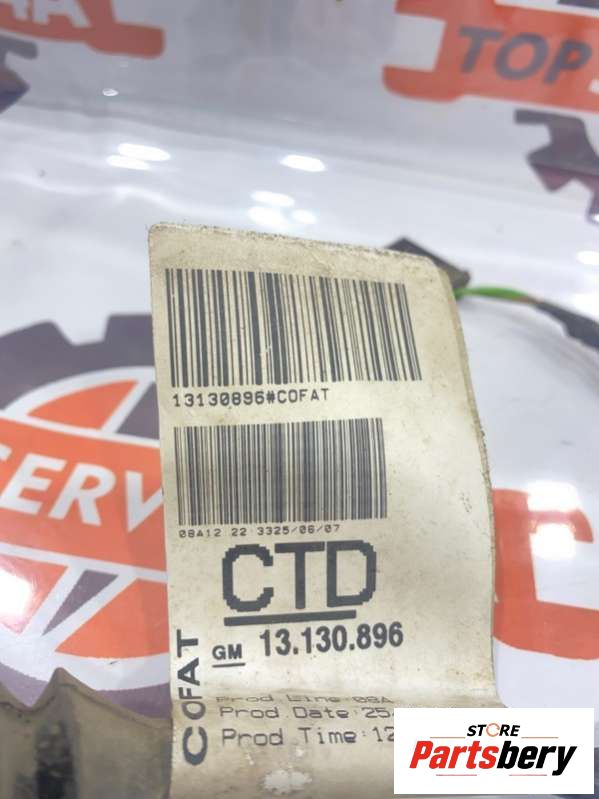 TOP
SERV
13130896#COFAT
08A12 22 3325/06/07
CTD
GM 13.130.896
COFAT
Prod Line:08A
Prod Date:25
Prod Time:12
STORE
Partsbery